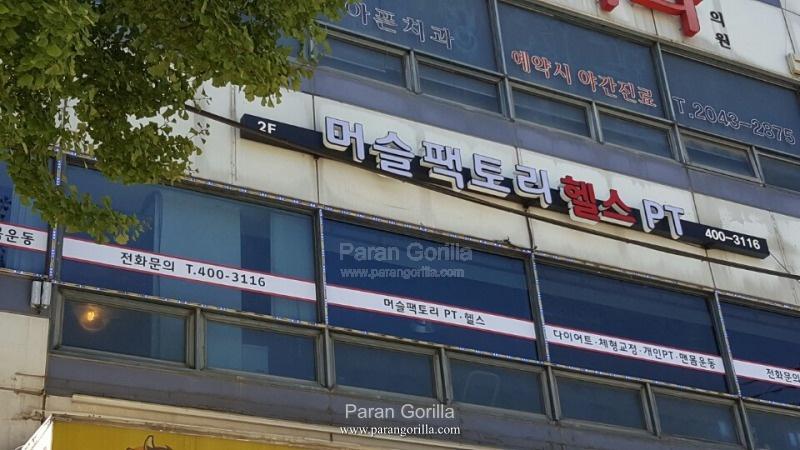 아픈치과
의원
예약시 야간진료
T.2043-2875
2F 머슬팩토리 헬스 PT 400-3116
맨몸운동
전화문의 T.400-3116
머슬팩토리 PT·헬스
다이어트·체형교정·개인PT·맨몸운동
전화문의
Paran Gorilla
www.parangorilla.com
Paran Gorilla
www.parangorilla.com